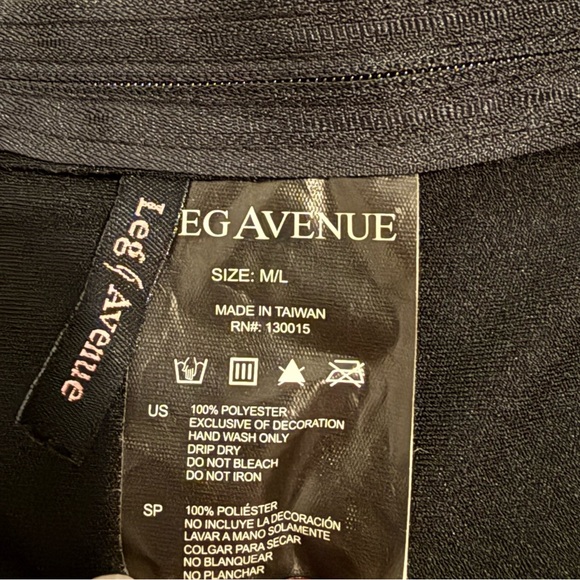 Leg Avenue
EG AVENUE
SIZE: M/L
MADE IN TAIWAN
RN#: 130015
US 100% POLYESTER
EXCLUSIVE OF DECORATION
HAND WASH ONLY
DRIP DRY
DO NOT BLEACH
DO NOT IRON
SP 100% POLIÉSTER
NO INCLUYE LA DECORACIÓN
LAVAR A MANO SOLAMENTE
COLGAR PARA SECAR
NO BLANQUEAR
NO PLANCHAR